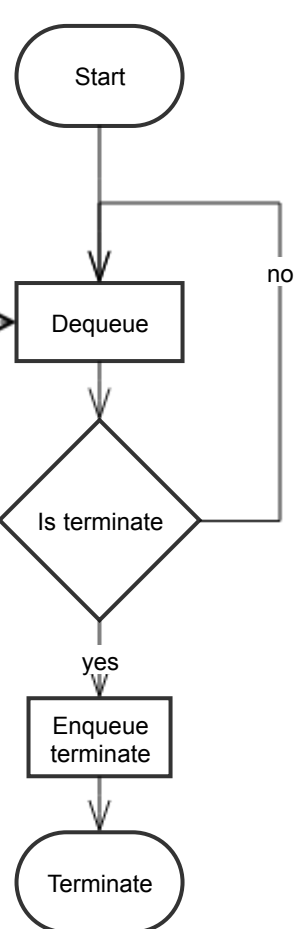 Start
no
Dequeue
Is terminate
yes
Enqueue
terminate
Terminate